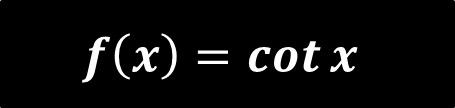 f(x) = cot x